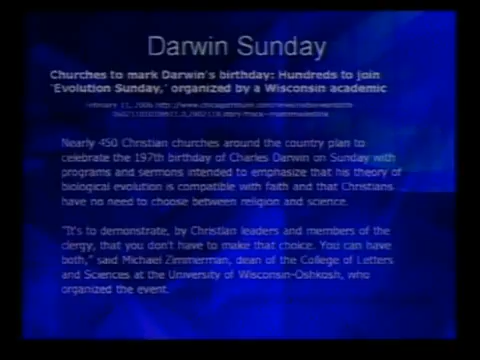 Darwin Sunday
Churches to mark Darwin's birthday: Hundreds to join
'Evolution Sunday,' organized by a Wisconsin academic
February 11, 2006
Nearly 450 Christian churches around the country plan to
celebrate the 197th birthday of Charles Darwin on Sunday with
programs and sermons intended to emphasize that his theory of
biological evolution is compatible with faith and that Christians
have no need to choose between religion and science.
"It's to demonstrate, by Christian leaders and members of the
clergy, that you don't have to make that choice. You can have
both," said Michael Zimmerman, dean of the College of Letters
and Sciences at the University of Wisconsin-Oshkosh, who
organized the event.